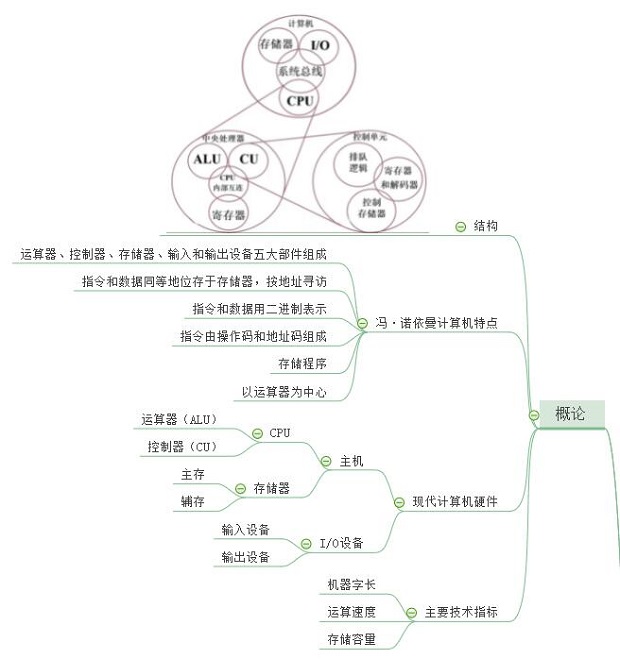 计算机
存储器
I/O
系统总线
CPU
中央处理器
ALU
CU
CPU
内部互连
寄存器
控制单元
排队
逻辑
寄存器
和解码器
控制
存储器
结构
运算器、控制器、存储器、输入和输出设备五大部件组成
指令和数据同等地位存于存储器，按地址寻访
指令和数据用二进制表示
指令由操作码和地址码组成
存储程序
以运算器为中心
冯·诺依曼计算机特点
概论
运算器（ALU）
控制器（CU）
CPU
主存
辅存
存储器
主机
输入设备
输出设备
I/O设备
现代计算机硬件
机器字长
运算速度
存储容量
主要技术指标